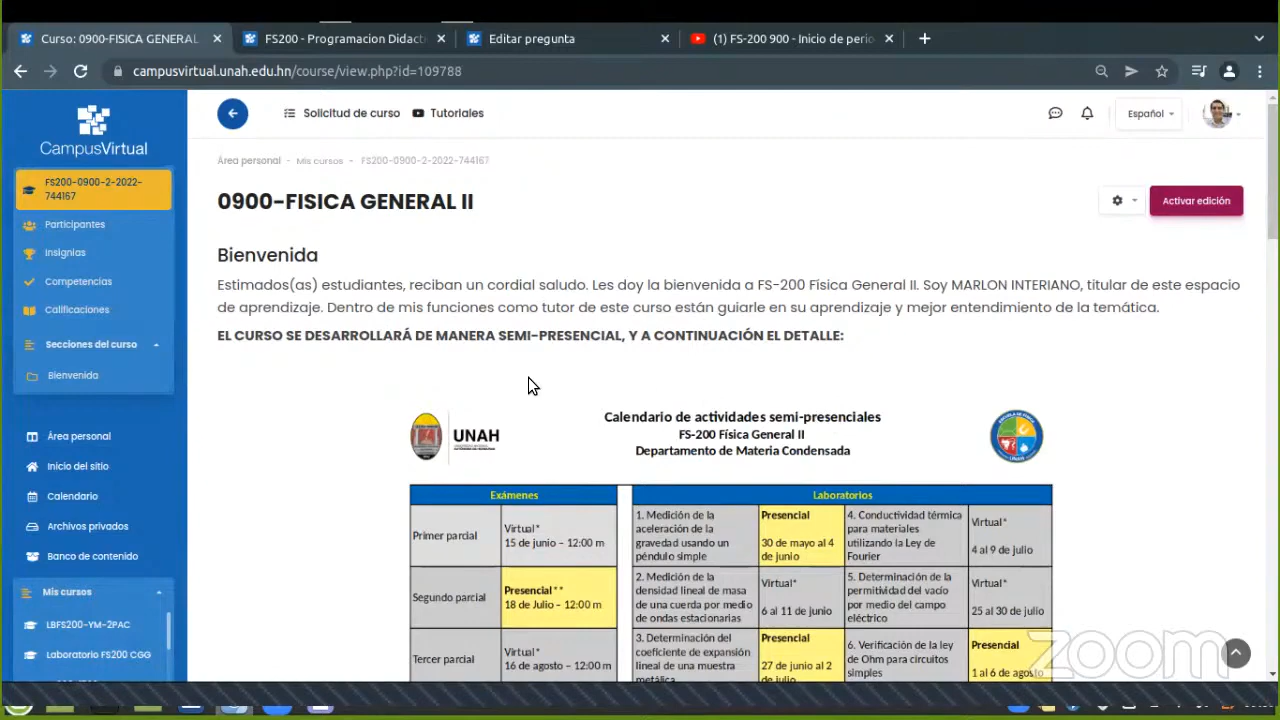 Curso: 0900-FISICA GENERAL
FS200 - Programacion Didact
Editar pregunta
(1) FS-200 900 - Inicio de perio
campusvirtual.unah.edu.hn/course/view.php?id=109788
CampusVirtual
Solicitud de curso
Tutoriales
Español
FS200-0900-2-2022-
744167
Participantes
Insignias
Competencias
Calificaciones
Secciones del curso
Bienvenida
Área personal
Inicio del sitio
Calendario
Archivos privados
Banco de contenido
Mis cursos
LBFS200-YM-2PAC
Laboratorio FS200 CGG
Área personal - Mis cursos - FS200-0900-2-2022-744167
0900-FISICA GENERAL II
Activar edición
Bienvenida
Estimados(as) estudiantes, reciban un cordial saludo. Les doy la bienvenida a FS-200 Física General II. Soy MARLON INTERIANO, titular de este espacio
de aprendizaje. Dentro de mis funciones como tutor de este curso están guiarle en su aprendizaje y mejor entendimiento de la temática.
EL CURSO SE DESARROLLARÁ DE MANERA SEMI-PRESENCIAL, Y A CONTINUACIÓN EL DETALLE:
UNAH
Calendario de actividades semi-presenciales
FS-200 Física General II
Departamento de Materia Condensada
Exámenes
Primer parcial
Virtual*
15 de junio – 12:00 m
Segundo parcial
Presencial**
18 de Julio – 12:00 m
Tercer parcial
Virtual*
16 de agosto – 12:00 m
Laboratorios
1. Medición de la
aceleración de la
gravedad usando un
péndulo simple
Presencial
30 de mayo al 4
de junio
4. Conductividad térmica
para materiales
utilizando la Ley de
Fourier
Virtual*
4 al 9 de julio
2. Medición de la
densidad lineal de masa
de una cuerda por medio
de ondas estacionarias
Virtual*
6 al 11 de junio
5. Determinación de la
permitividad del vacío
por medio del campo
eléctrico
Virtual*
25 al 30 de julio
3. Determinación del
coeficiente de expansión
lineal de una muestra
metálica
Presencial
27 de junio al 2
de julio
6. Verificación de la ley
de Ohm para circuitos
simples
Presencial
1 al 6 de agosto
zoom